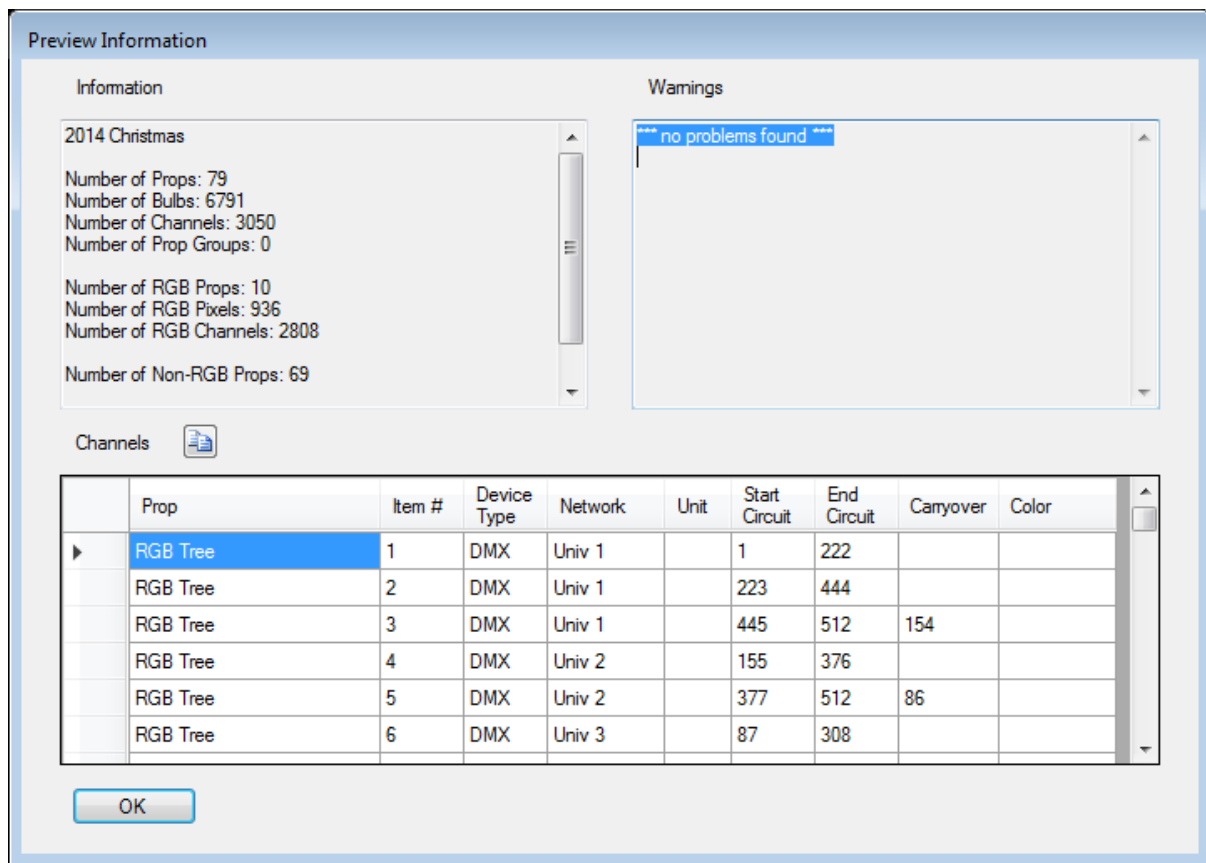 Preview Information
Information
Warnings
2014 Christmas
Number of Props: 79
Number of Bulbs: 6791
Number of Channels: 3050
Number of Prop Groups: 0
Number of RGB Props: 10
Number of RGB Pixels: 936
Number of RGB Channels: 2808
Number of Non-RGB Props: 69
*** no problems found ***
Channels
Prop Item # Device Type Network Unit Start Circuit End Circuit Carryover Color
RGB Tree 1 DMX Univ 1 1 222
RGB Tree 2 DMX Univ 1 223 444
RGB Tree 3 DMX Univ 1 445 512 154
RGB Tree 4 DMX Univ 2 155 376
RGB Tree 5 DMX Univ 2 377 512 86
RGB Tree 6 DMX Univ 3 87 308
OK